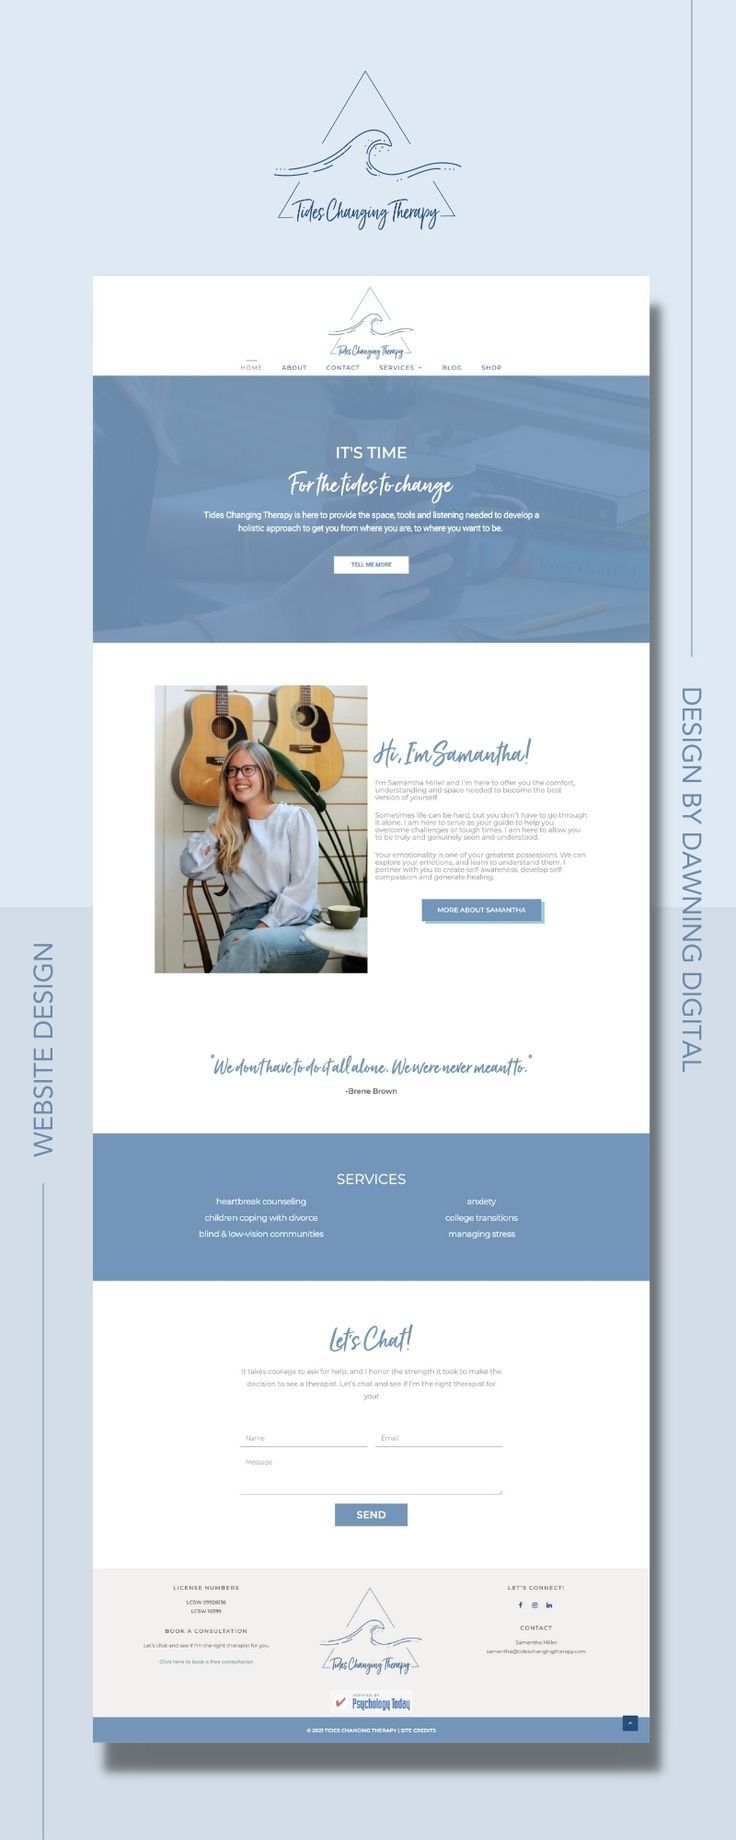 Tides Changing Therapy
Tides Changing Therapy
HOME ABOUT CONTACT SERVICES BLOG SHOP
IT'S TIME
For the tides to change
Tides Changing Therapy is here to provide the space, tools and listening needed to develop a
holistic approach to get you from where you are, to where you want to be.
TELL ME MORE
Lori Gottlieb
Hi, I'm Samantha!
I'm Samantha Miller and I'm here to offer you the comfort,
understanding and space needed to become the best
version of yourself.
Sometimes life can be hard, but you don't have to go through
it alone. I am here to serve as your guide to help you
overcome challenges or tough times. I am here to allow you
to be truly and genuinely seen and understood.
Your emotionality is one of your greatest possessions. We can
explore your emotions, and learn to understand them. I
partner with you to create self-awareness, develop self-
compassion and generate healing.
MORE ABOUT SAMANTHA
"We don't have to do it all alone. We were never meant to."
-Brene Brown
SERVICES
heartbreak counseling
children coping with divorce
blind & low-vision communities
anxiety
college transitions
managing stress
Let's Chat!
It takes courage to ask for help, and I honor the strength it took to make the
decision to see a therapist. Let's chat and see if I'm the right therapist for
you!
Name
Email
Message
SEND
LICENSE NUMBERS
LCSW 09926136
LCSW 16199
BOOK A CONSULTATION
Let's chat and see if I'm the right therapist for you.
Click here to book a free consultation.
Tides Changing Therapy
VERIFIED BY
Psychology Today
LET'S CONNECT!
CONTACT
Samantha Miller
samantha@tideschangingtherapy.com
© 2021 TIDES CHANGING THERAPY | SITE CREDITS
WEBSITE DESIGN
DESIGN BY DAWNING DIGITAL